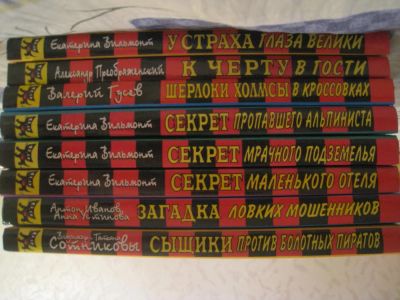 Екатерина Вильмонт У СТРАХА ГЛАЗА ВЕЛИКИ
Александр Преображенский К ЧЕРТУ В ГОСТИ
Валерий Гусев ШЕРЛОКИ ХОЛМСЫ В КРОССОВКАХ
Екатерина Вильмонт СЕКРЕТ ПРОПАВШЕГО АЛЬПИНИСТА
Екатерина Вильмонт СЕКРЕТ МРАЧНОГО ПОДЗЕМЕЛЬЯ
Екатерина Вильмонт СЕКРЕТ МАЛЕНЬКОГО ОТЕЛЯ
Антон Иванов
Анна Устинова ЗАГАДКА ЛОВКИХ МОШЕННИКОВ
Татьяна
Сотниковы СЫЩИКИ ПРОТИВ БОЛОТНЫХ ПИРАТОВ